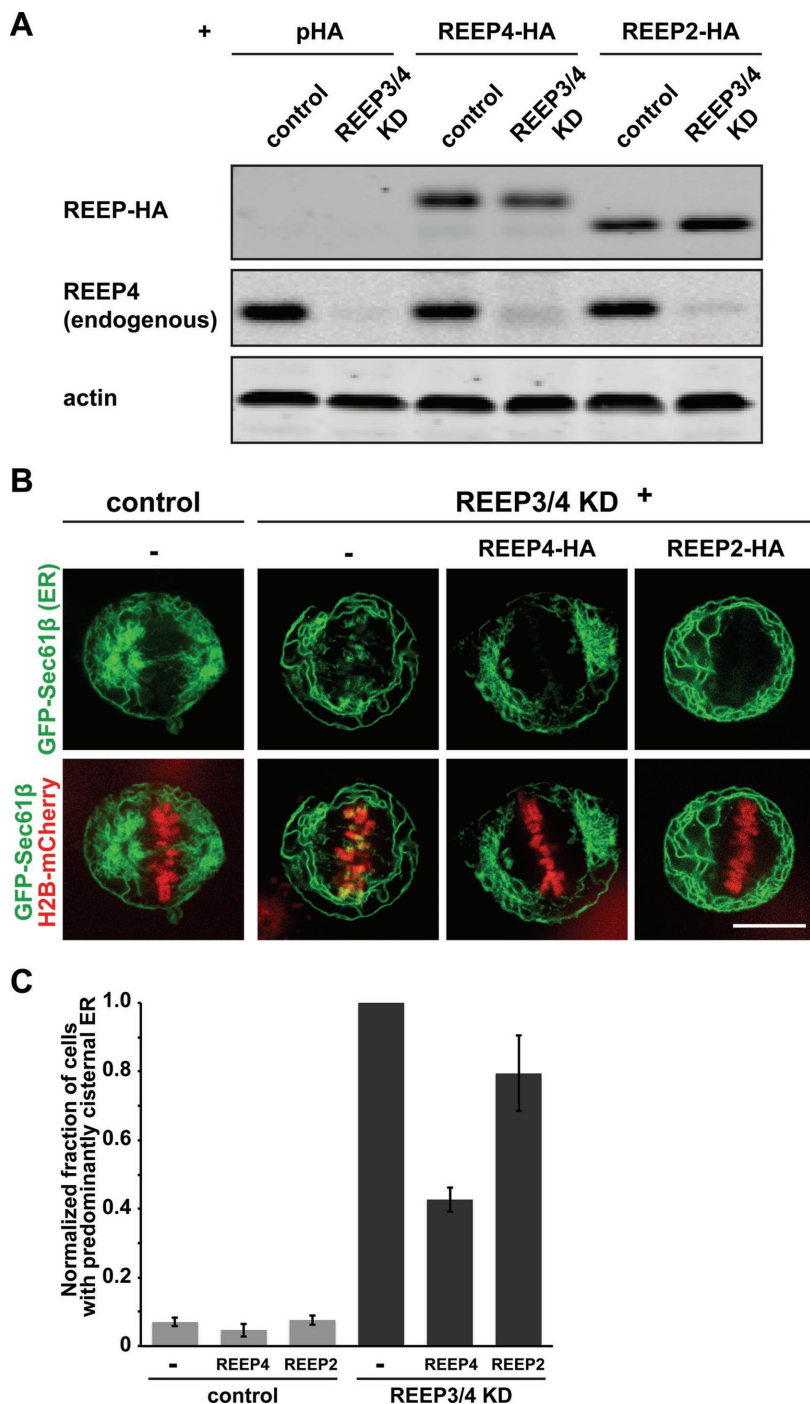 A
+ pHA REEP4-HA REEP2-HA
control REEP3/4 KD control REEP3/4 KD control REEP3/4 KD
REEP-HA
REEP4
(endogenous)
actin
B
control REEP3/4 KD +
- - REEP4-HA REEP2-HA
GFP-Sec61β (ER)
GFP-Sec61β
H2B-mCherry
C
Normalized fraction of cells
with predominantly cisternal ER
1.0
0.8
0.6
0.4
0.2
0
- REEP4 REEP2 - REEP4 REEP2
control REEP3/4 KD